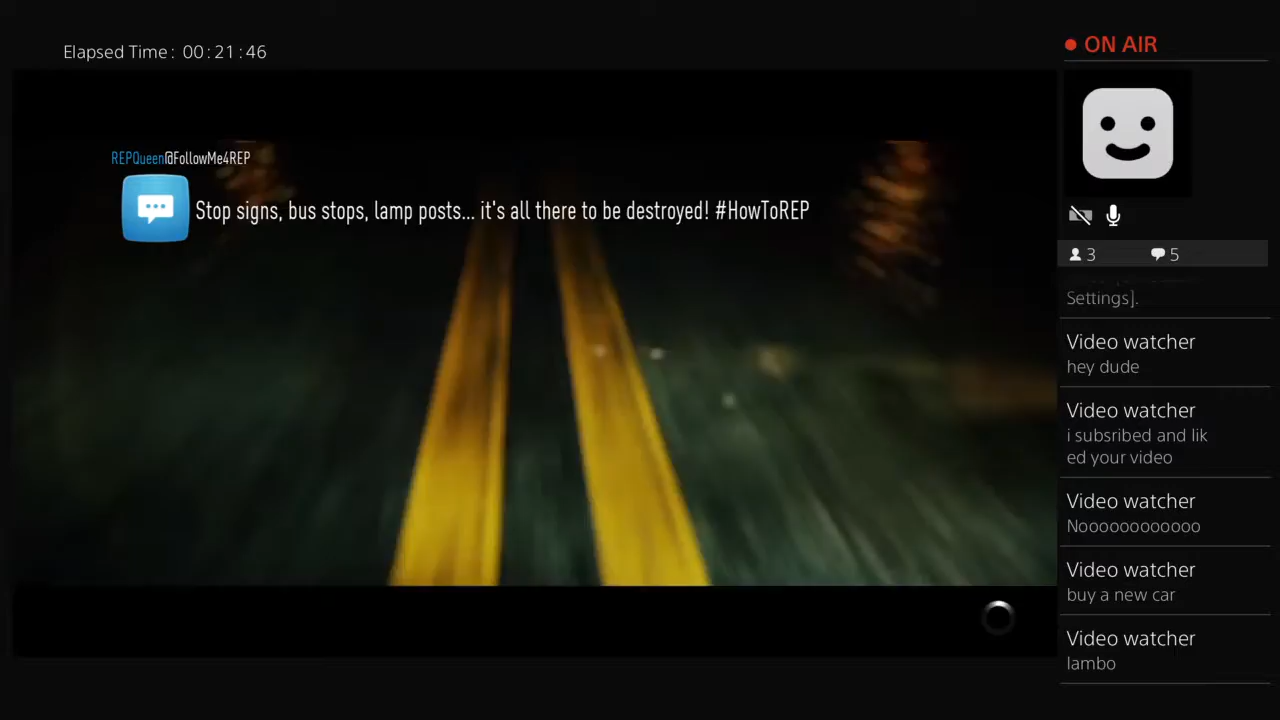 Elapsed Time: 00:21:46
ON AIR
REPQueen@FollowMe4REP
Stop signs, bus stops, lamp posts... it's all there to be destroyed! #HowToREP
3 5
Settings].
Video watcher
hey dude
Video watcher
i subsribed and lik
ed your video
Video watcher
Noooooooooooo
Video watcher
buy a new car
Video watcher
lambo